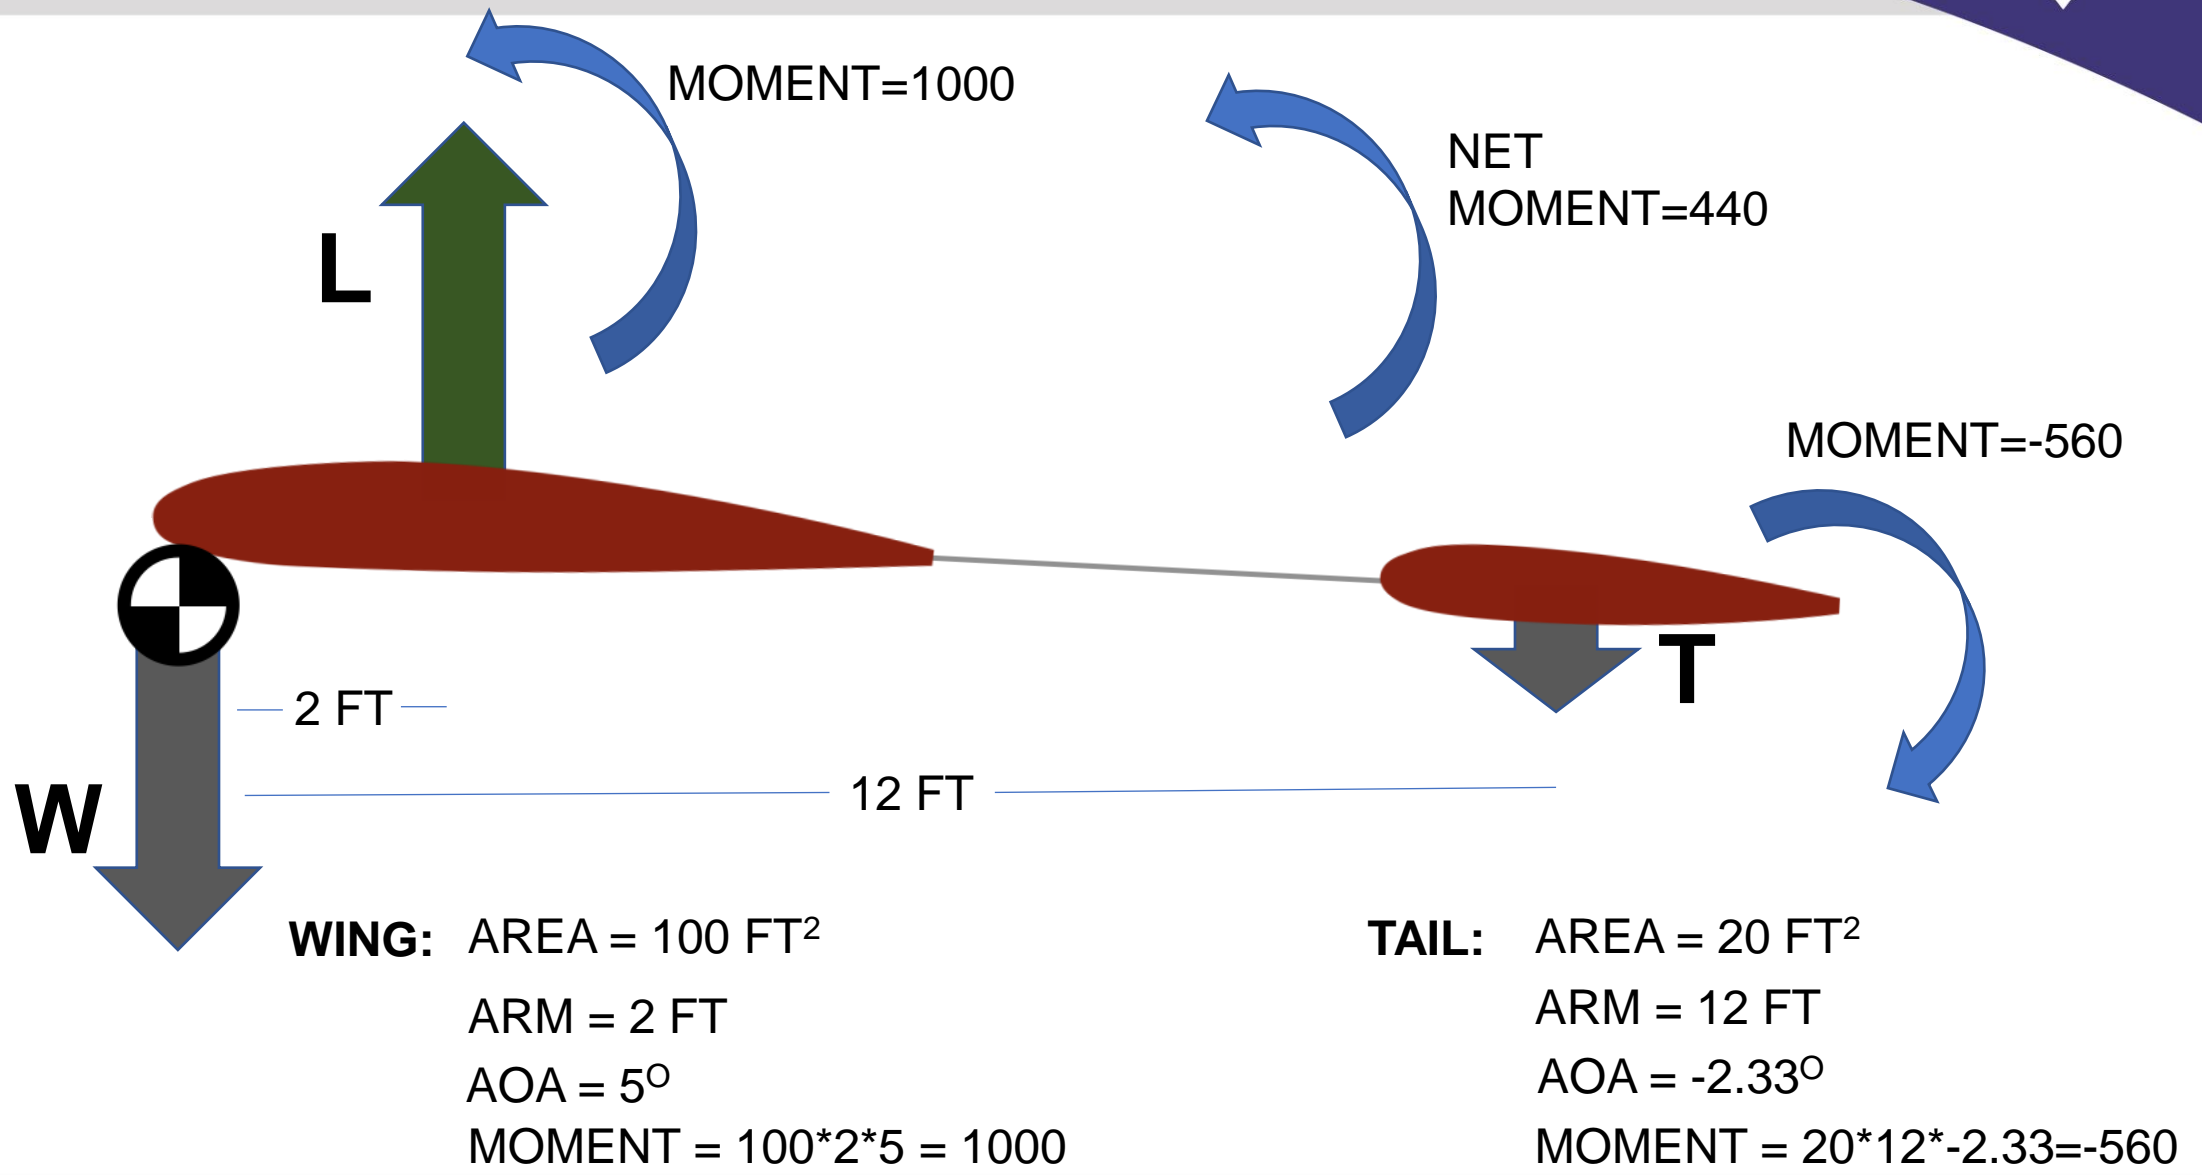 MOMENT=1000
NET
MOMENT=440
L
MOMENT=-560
T
2 FT
12 FT
W
WING: AREA = 100 FT²
ARM = 2 FT
AOA = 5ᴼ
MOMENT = 100*2*5 = 1000
TAIL: AREA = 20 FT²
ARM = 12 FT
AOA = -2.33ᴼ
MOMENT = 20*12*-2.33=-560